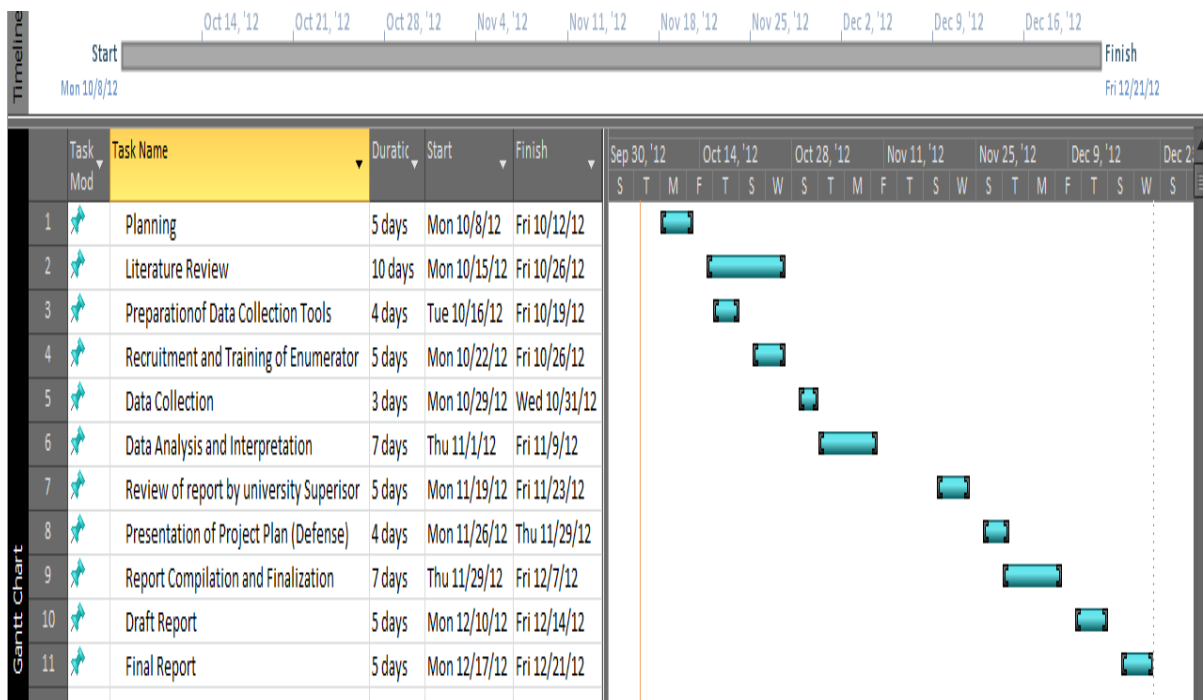 Timeline
Oct 14, '12 Oct 21, '12 Oct 28, '12 Nov 4, '12 Nov 11, '12 Nov 18, '12 Nov 25, '12 Dec 2, '12 Dec 9, '12 Dec 16, '12
Start Finish
Mon 10/8/12 Fri 12/21/12
Gantt Chart
Task Mod Task Name Duratic Start Finish
Sep 30, '12 Oct 14, '12 Oct 28, '12 Nov 11, '12 Nov 25, '12 Dec 9, '12 Dec 2
S T M F T S W S T M F T S W S T M F T S W S
1 Planning 5 days Mon 10/8/12 Fri 10/12/12
2 Literature Review 10 days Mon 10/15/12 Fri 10/26/12
3 Preparationof Data Collection Tools 4 days Tue 10/16/12 Fri 10/19/12
4 Recruitment and Training of Enumerator 5 days Mon 10/22/12 Fri 10/26/12
5 Data Collection 3 days Mon 10/29/12 Wed 10/31/12
6 Data Analysis and Interpretation 7 days Thu 11/1/12 Fri 11/9/12
7 Review of report by university Superisor 5 days Mon 11/19/12 Fri 11/23/12
8 Presentation of Project Plan (Defense) 4 days Mon 11/26/12 Thu 11/29/12
9 Report Compilation and Finalization 7 days Thu 11/29/12 Fri 12/7/12
10 Draft Report 5 days Mon 12/10/12 Fri 12/14/12
11 Final Report 5 days Mon 12/17/12 Fri 12/21/12